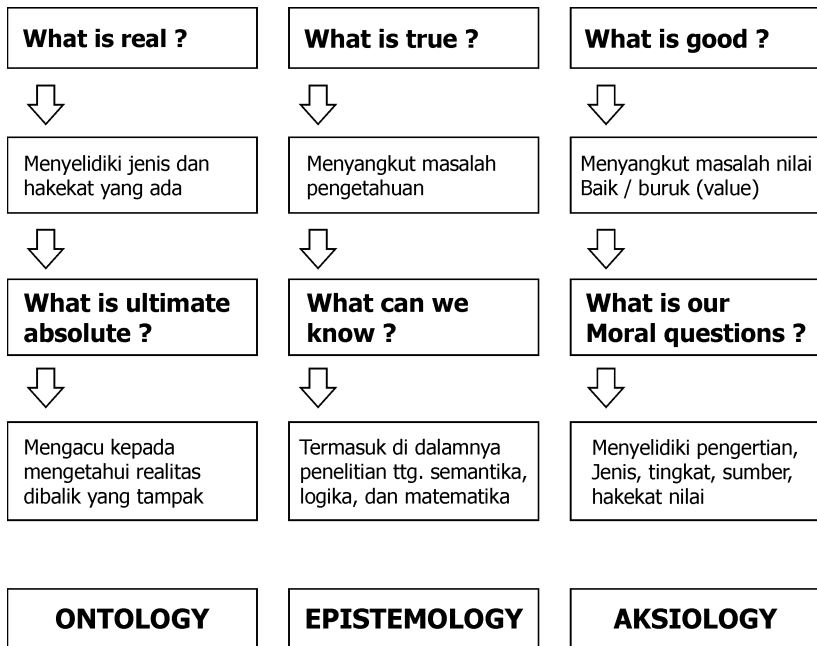 What is real ?
What is true ?
What is good ?
Menyelidiki jenis dan
hakekat yang ada
Menyangkut masalah
pengetahuan
Menyangkut masalah nilai
Baik / buruk (value)
What is ultimate
absolute ?
What can we
know ?
What is our
Moral questions ?
Mengacu kepada
mengetahui realitas
dibalik yang tampak
Termasuk di dalamnya
penelitian ttg. semantika,
logika, dan matematika
Menyelidiki pengertian,
Jenis, tingkat, sumber,
hakekat nilai
ONTOLOGY
EPISTEMOLOGY
AKSIOLOGY